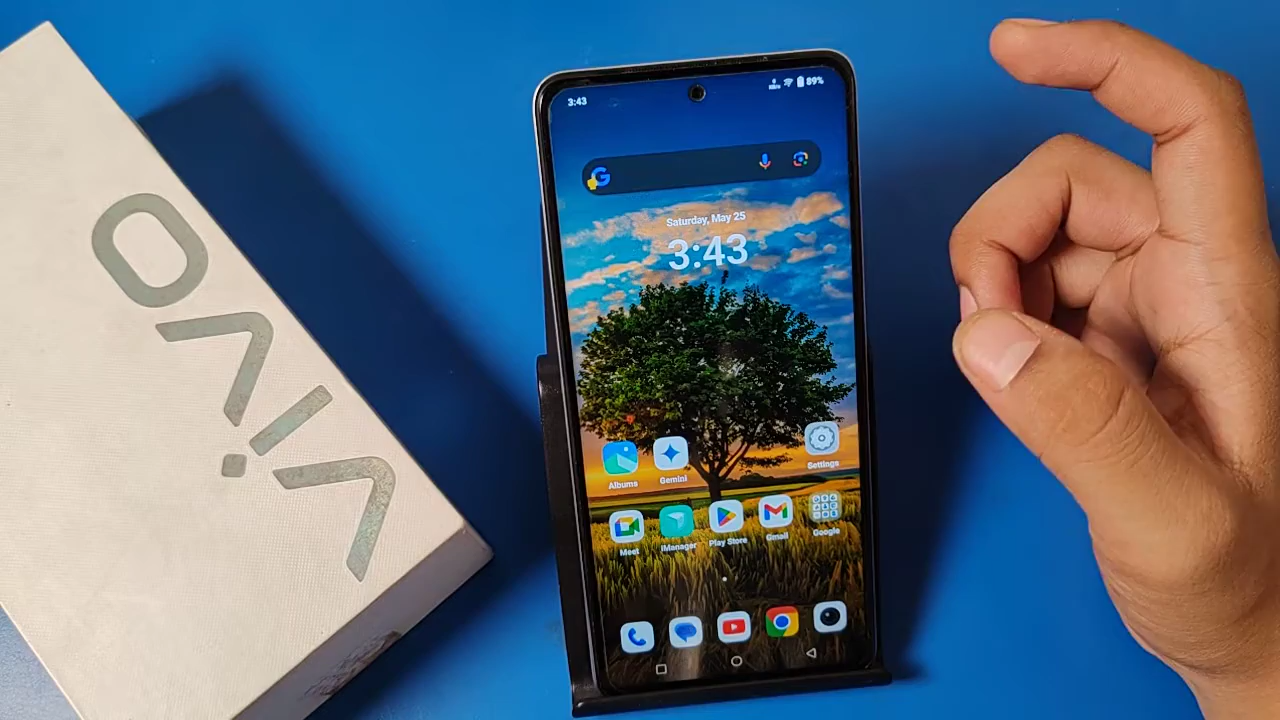 vivo
3:43
89%
Saturday, May 25
3:43
Albums
Gemini
Settings
Meet
iManager
Play Store
Gmail
Google